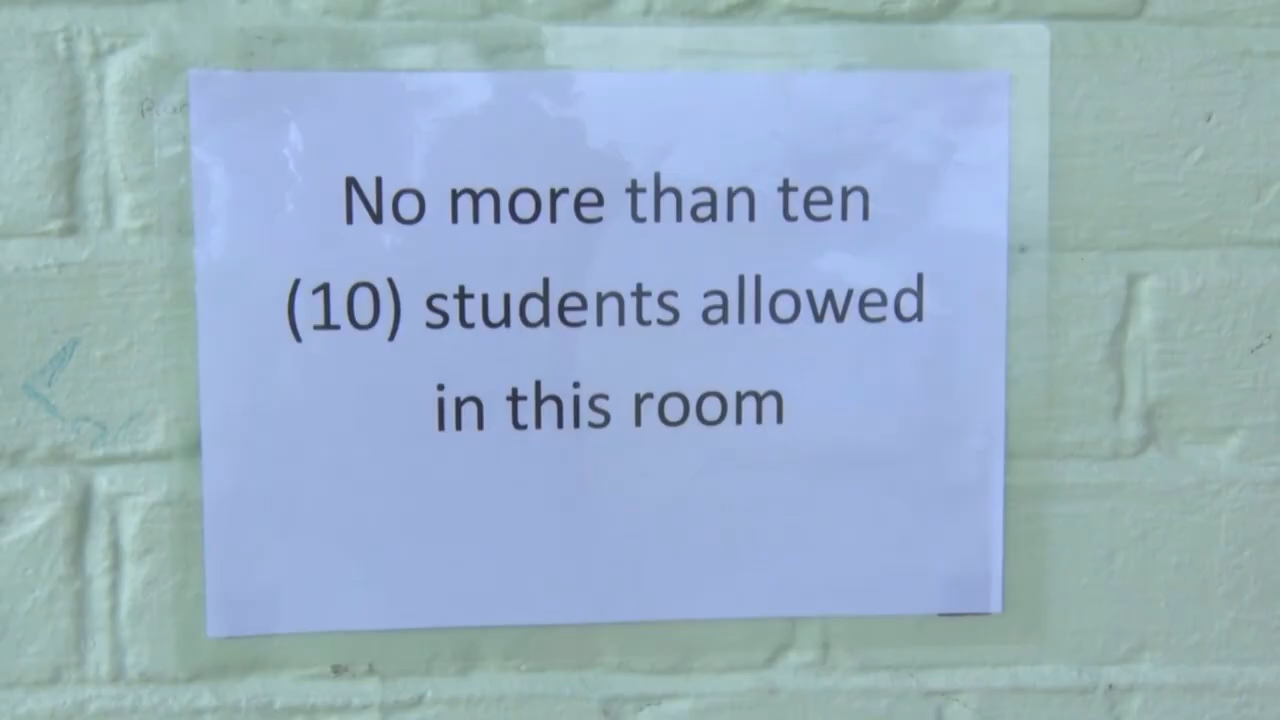 No more than ten
(10) students allowed
in this room